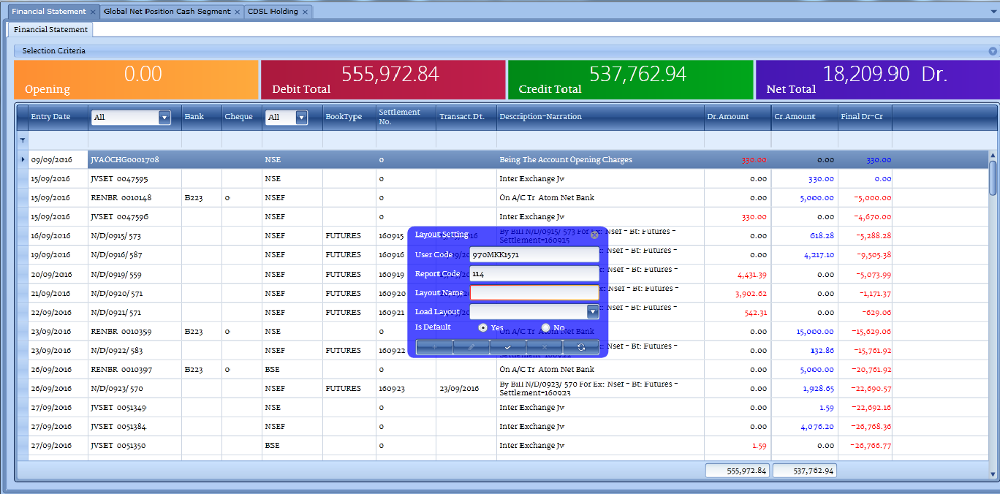 Financial Statement × Global Net Position Cash Segment × CDSL Holding ×
Financial Statement
Selection Criteria
0.00 555,972.84 537,762.94 18,209.90 Dr.
Opening Debit Total Credit Total Net Total
Entry Date All Bank Cheque All BookType Settlement No. Transact.Dt. Description-Narration Dr.Amount Cr.Amount Final Dr-Cr
09/09/2016 JVAOCHG0001708 NSE 0 Being The Account Opening Charges 330.00 0.00 330.00
15/09/2016 JVSET 0047595 NSE 0 Inter Exchange Jv 0.00 330.00 0.00
15/09/2016 RENBR 0010148 B223 0 NSEF 0 On A/C Tr Atom Net Bank 0.00 5,000.00 -5,000.00
15/09/2016 JVSET 0047596 NSEF 0 Inter Exchange Jv 330.00 0.00 -4,670.00
16/09/2016 N/D/0915/ 573 NSEF FUTURES 160915 By Bill N/D/0915/ 573 For Ex: Nsef - Bt: Futures - Settlement=160915 0.00 618.28 -5,288.28
19/09/2016 N/D/0916/ 587 NSEF FUTURES 160916 : Nsef - Bt: Futures - 0.00 4,217.10 -9,505.38
20/09/2016 N/D/0919/ 559 NSEF FUTURES 160919 : Nsef - Bt: Futures - 4,431.39 0.00 -5,073.99
21/09/2016 N/D/0920/ 571 NSEF FUTURES 160920 : Nsef - Bt: Futures - 3,902.62 0.00 -1,171.37
22/09/2016 N/D/0921/ 571 NSEF FUTURES 160921 : Nsef - Bt: Futures - 542.31 0.00 -629.06
23/09/2016 RENBR 0010359 B223 0 NSE On A/C Tr Atom Net Bank 0.00 15,000.00 -15,629.06
23/09/2016 N/D/0922/ 583 NSEF FUTURES 160922 : Nsef - Bt: Futures - 0.00 132.86 -15,761.92
26/09/2016 RENBR 0010397 B223 0 BSE 0 On A/C Tr Atom Net Bank 0.00 5,000.00 -20,761.92
26/09/2016 N/D/0923/ 570 NSEF FUTURES 160923 23/09/2016 By Bill N/D/0923/ 570 For Ex: Nsef - Bt: Futures - Settlement=160923 0.00 1,928.65 -22,690.57
27/09/2016 JVSET 0051349 NSE 0 Inter Exchange Jv 0.00 1.59 -22,692.16
27/09/2016 JVSET 0051384 NSEF 0 Inter Exchange Jv 0.00 4,076.20 -26,768.36
27/09/2016 JVSET 0051350 BSE 0 Inter Exchange Jv 1.59 0.00 -26,766.77
555,972.84 537,762.94
Layout Setting
User Code 970MKK1571
Report Code 114
Layout Name
Load Layout
Is Default Yes No